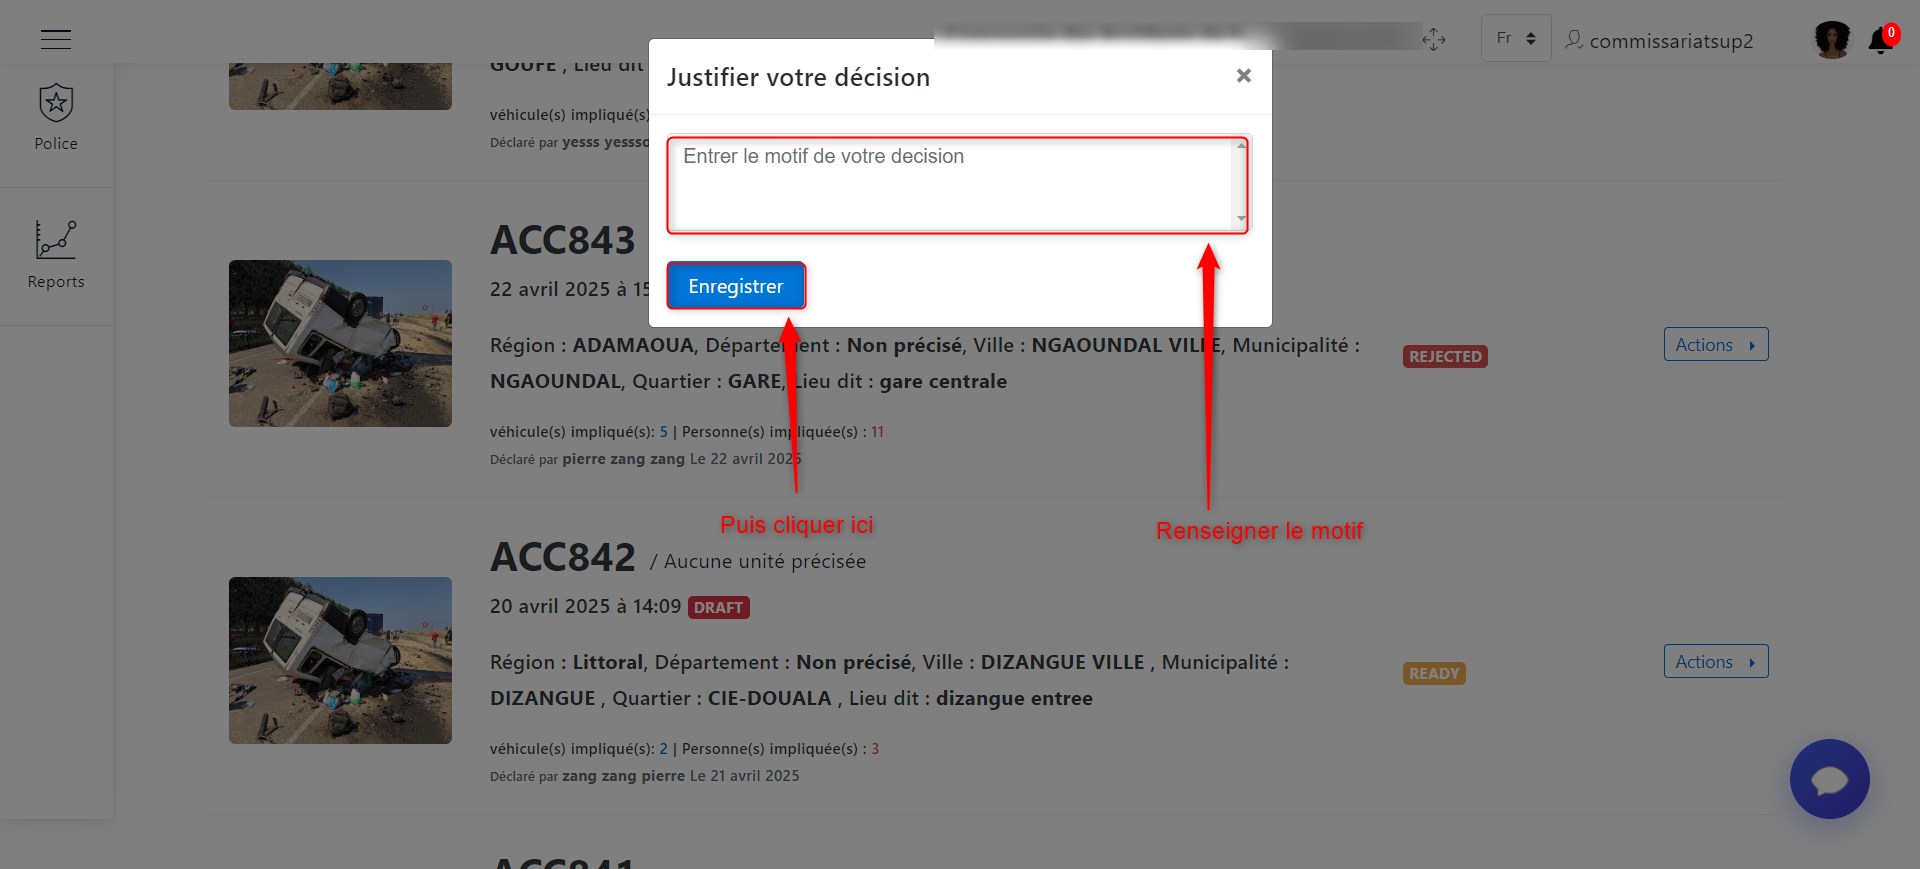 Fr
commissariatsup2
0
Police
Reports
GOUFE , Lieu dit
véhicule(s) impliqué(s)
Déclaré par yesss yessso
Justifier votre décision
×
Entrer le motif de votre decision
Enregistrer
ACC843
22 avril 2025 à 15
Région : ADAMAOUA, Département : Non précisé, Ville : NGAOUNDAL VILLE, Municipalité :
NGAOUNDAL, Quartier : GARE, Lieu dit : gare centrale
REJECTED
Actions
véhicule(s) impliqué(s): 5 | Personne(s) impliquée(s) : 11
Déclaré par pierre zang zang Le 22 avril 2025
Puis cliquer ici
Renseigner le motif
ACC842 / Aucune unité précisée
20 avril 2025 à 14:09 DRAFT
Région : Littoral, Département : Non précisé, Ville : DIZANGUE VILLE , Municipalité :
DIZANGUE , Quartier : CIE-DOUALA , Lieu dit : dizangue entree
READY
Actions
véhicule(s) impliqué(s): 2 | Personne(s) impliquée(s) : 3
Déclaré par zang zang pierre Le 21 avril 2025
ACC841